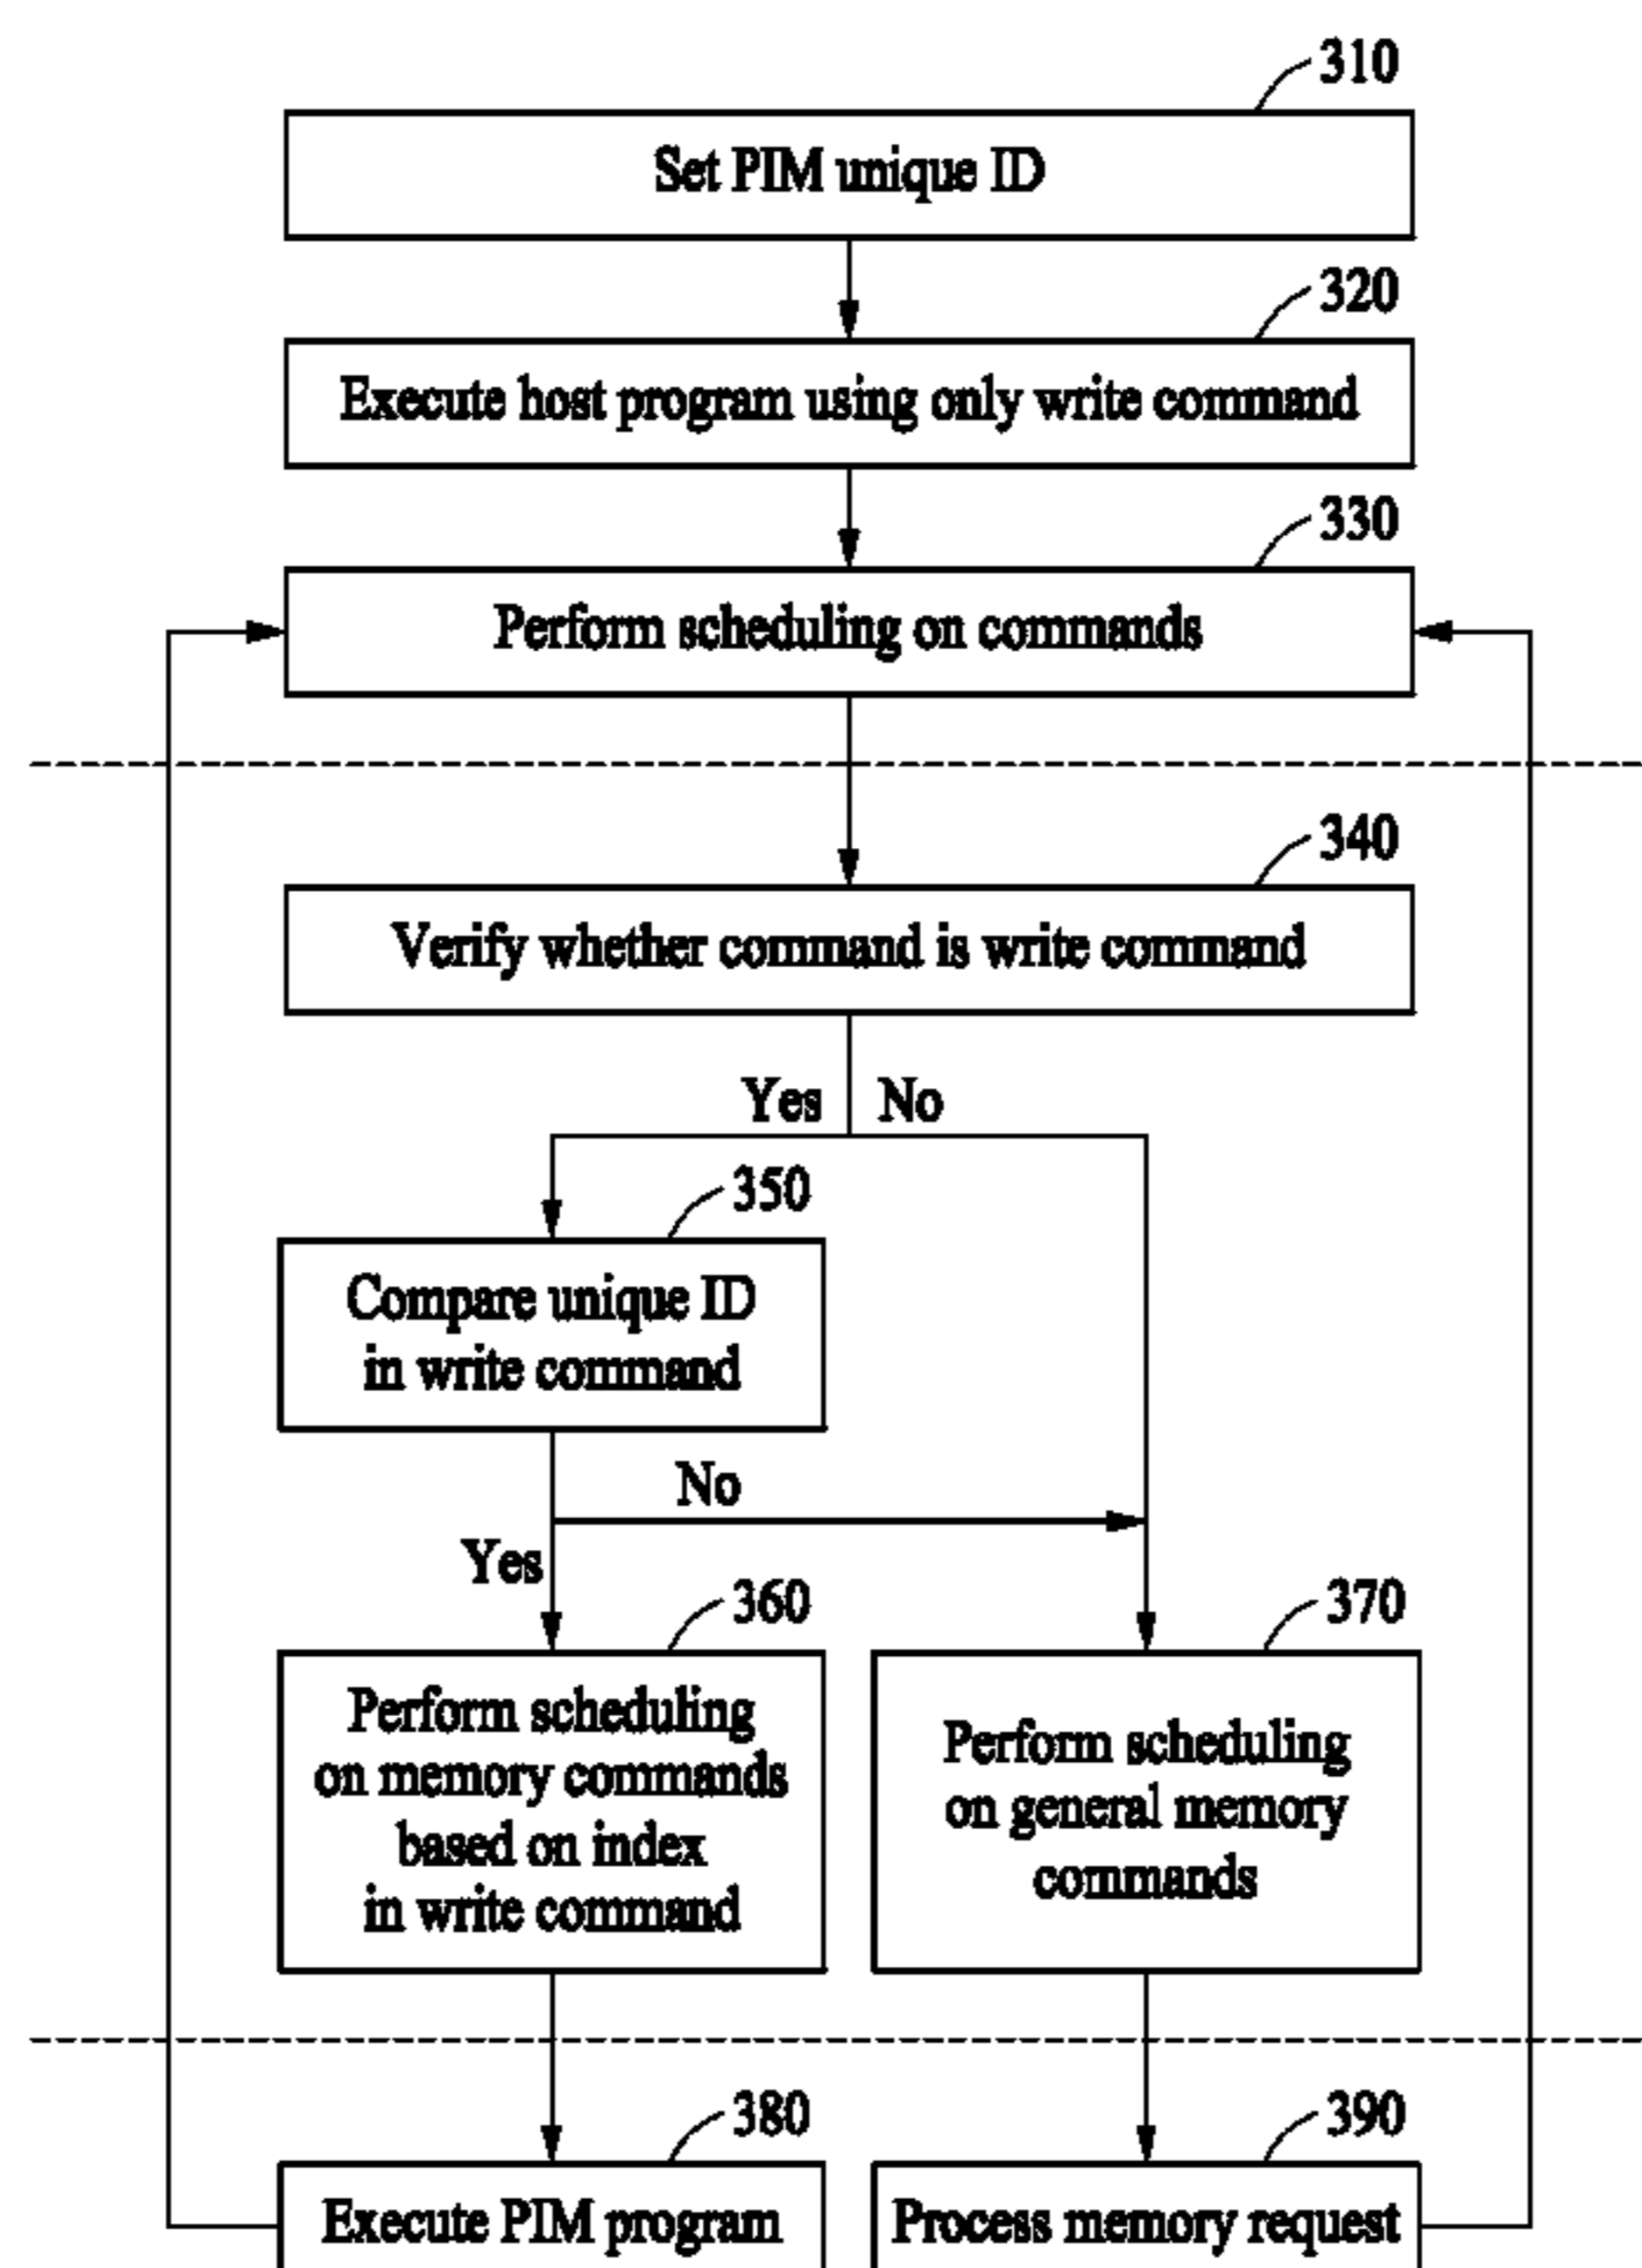 310
Set PIM unique ID
320
Execute host program using only write command
330
Perform scheduling on commands
340
Verify whether command is write command
Yes No
350
Compare unique ID
in write command
No
Yes
360
370
Perform scheduling
on memory commands
based on index
in write command
Perform scheduling
on general memory
commands
380
390
Execute PIM program
Process memory request